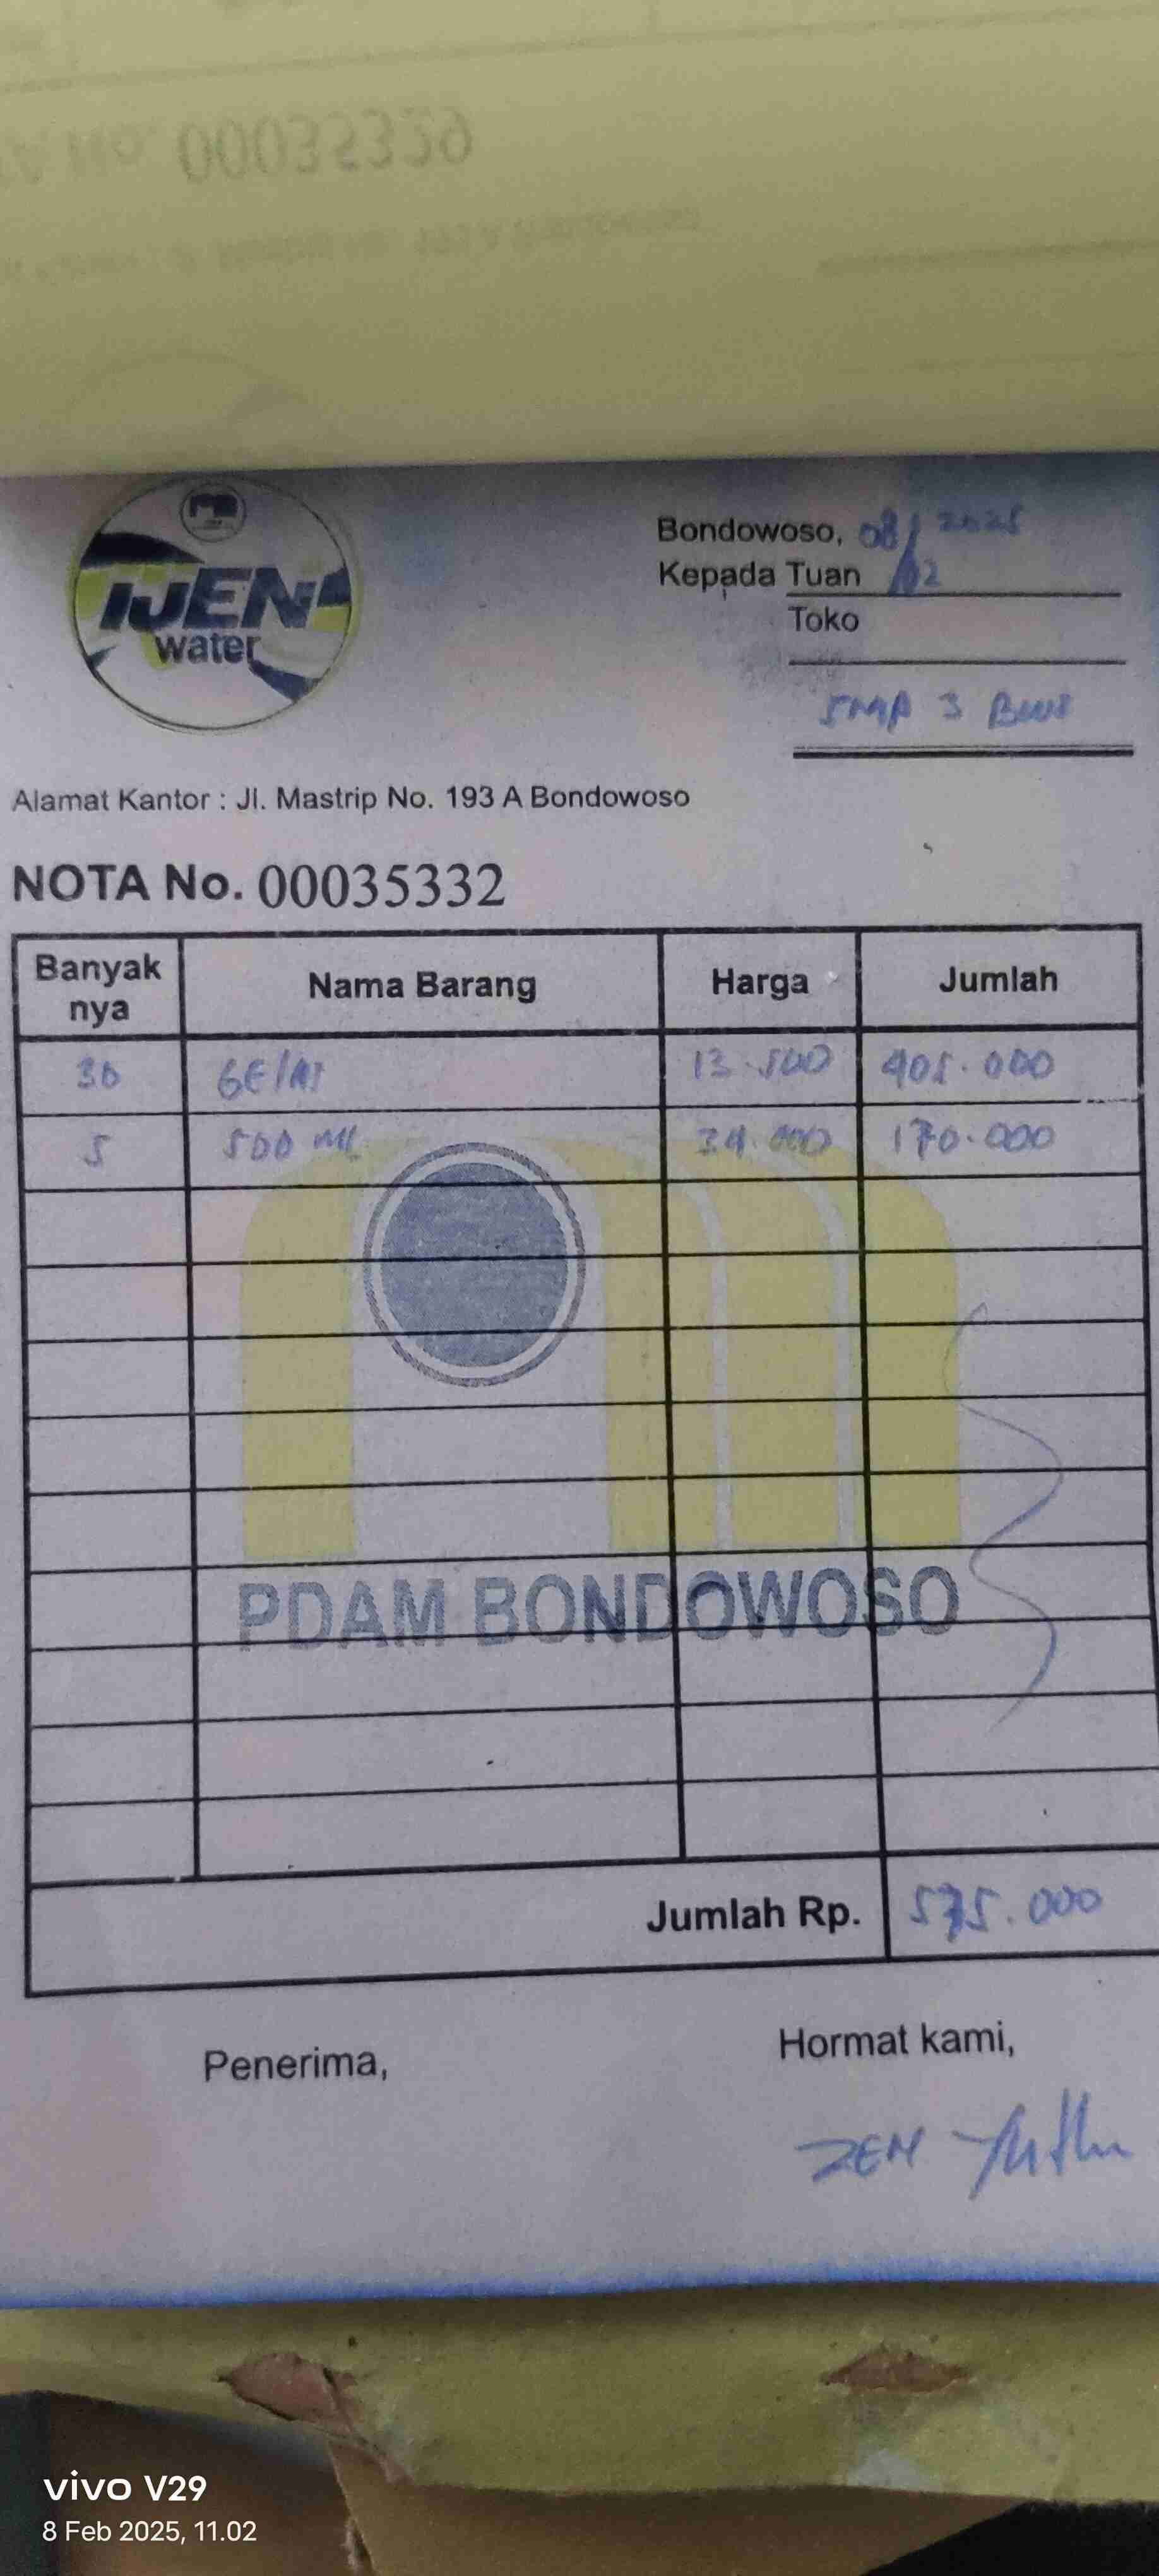 No. 00035329
IJEN
water
Bondowoso, 08/02 2025
Kepada Tuan
Toko
SMP 3 BWS
Alamat Kantor : Jl. Mastrip No. 193 A Bondowoso
NOTA No. 00035332
Banyak nya Nama Barang Harga Jumlah
30 GElAS 13.500 405.000
5 500 ML 34.000 170.000
PDAM BONDOWOSO
Jumlah Rp. 575.000
Penerima, Hormat kami,
ZEN
vivo V29
8 Feb 2025, 11.02